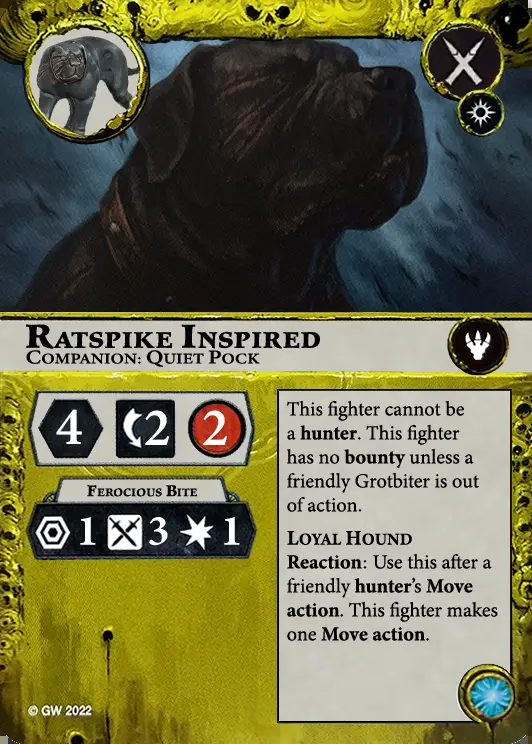 Ratspike Inspired
Companion: Quiet Pock
4 2 2
Ferocious Bite
1 3 1
This fighter cannot be
a hunter. This fighter
has no bounty unless a
friendly Grotbiter is out
of action.
Loyal Hound
Reaction: Use this after a
friendly hunter's Move
action. This fighter makes
one Move action.
© GW 2022